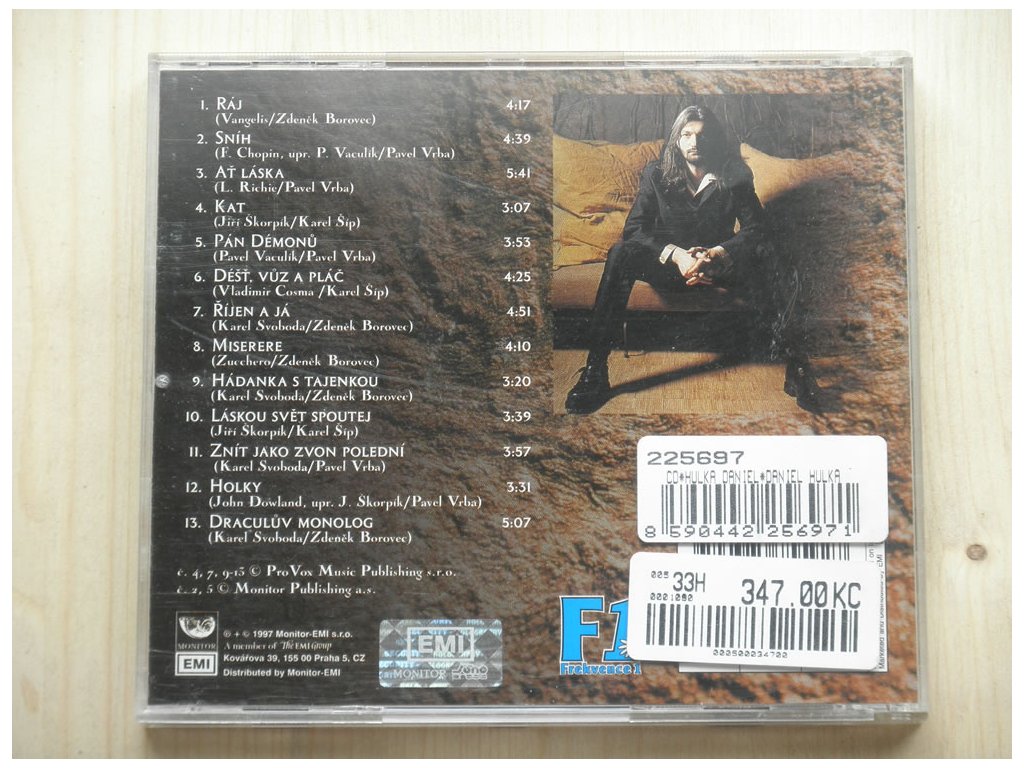 1. Ráj 4:17
(Vangelis/Zdeněk Borovec)
2. Sníh 4:39
(F. Chopin, upr. P. Vaculík/Pavel Vrba)
3. Ať láska 5:41
(L. Richie/Pavel Vrba)
4. Kat 3:07
(Jiří Škorpík/Karel Šíp)
5. Pán Démonů 3:53
(Pavel Vaculík/Pavel Vrba)
6. Déšť, vůz a pláč 4:25
(Vladimir Cosma /Karel Šíp)
7. Říjen a já 4:51
(Karel Svoboda/Zdeněk Borovec)
8. Miserere 4:10
(Zucchero/Zdeněk Borovec)
9. Hádanka s tajenkou 3:20
(Karel Svoboda/Zdeněk Borovec)
10. Láskou svět spoutej 3:39
(Jiří Škorpík/Karel Šíp)
11. Znít jako zvon polední 3:57
(Karel Svoboda/Pavel Vrba)
12. Holky 3:31
(John Dowland, upr. J. Škorpík/Pavel Vrba)
13. Draculův monolog 5:07
(Karel Svoboda/Zdeněk Borovec)
č. 4, 7, 9-13 © ProVox Music Publishing s.r.o.
č. 2, 5 © Monitor Publishing a.s.
MONITOR
EMI
℗ + © 1997 Monitor-EMI s.r.o.
A member of The EMI Group
Kovářova 39, 155 00 Praha 5, CZ
Distributed by Monitor-EMI
EMI
MONITOR
F1
Frekvence 1
225697
CD*HULKA DANIEL*DANIEL HULKA
8 590442 256971
005 33H 347.00KC
0001080
000500034700